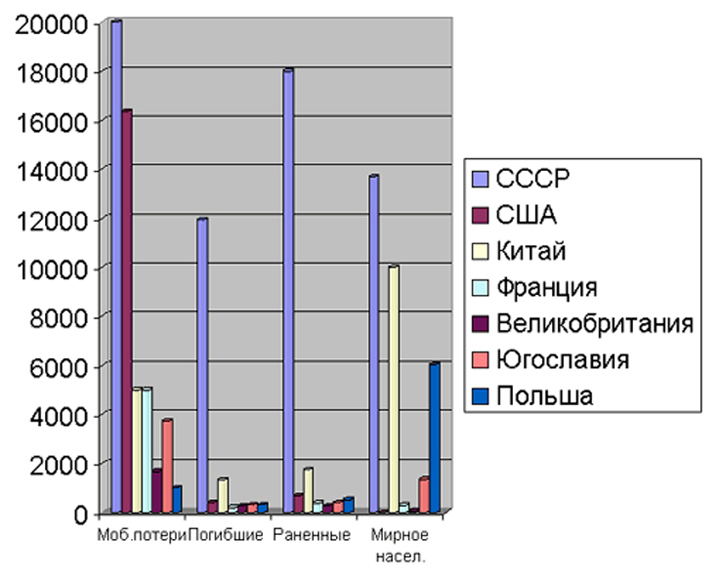 20000
18000
16000
14000
12000
10000
8000
6000
4000
2000
0
Моб.потери Погибшие Раненные Мирное
насел.
СССР
США
Китай
Франция
Великобритания
Югославия
Польша